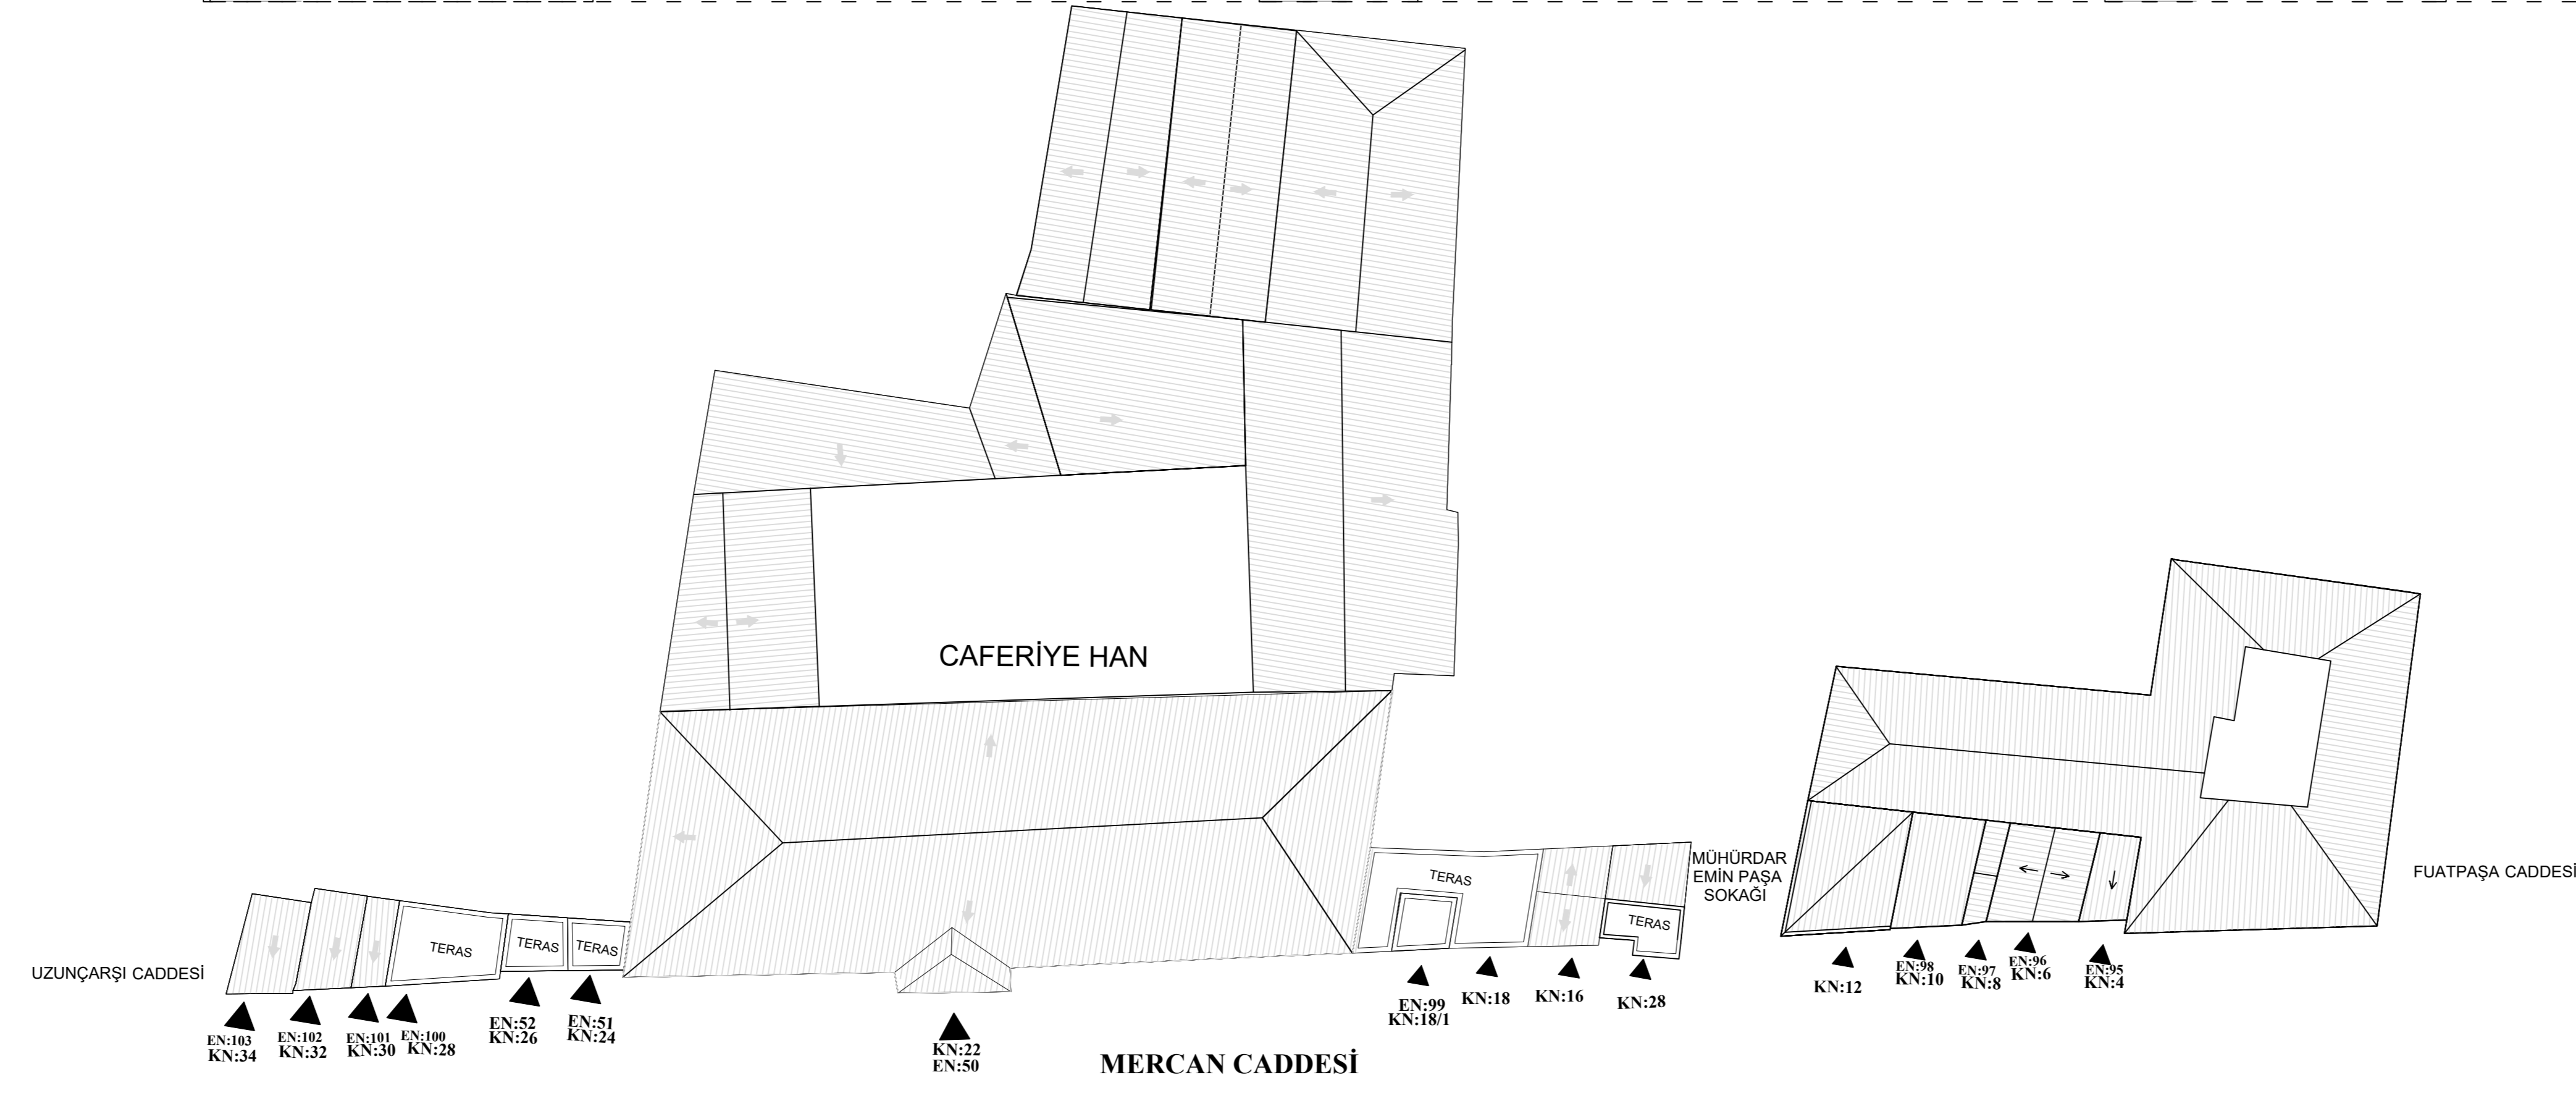 CAFERİYE HAN
TERAS
MÜHÜRDAR
EMİN PAŞA
SOKAĞI
FUATPAŞA CADDESİ
TERAS
TERAS
TERAS
TERAS
UZUNÇARŞI CADDESİ
EN:103
KN:34
EN:102
KN:32
EN:101
KN:30
EN:100
KN:28
EN:52
KN:26
EN:51
KN:24
KN:22
EN:50
MERCAN CADDESİ
EN:99
KN:18/1
KN:18
KN:16
KN:28
KN:12
EN:98
KN:10
EN:97
KN:8
EN:96
KN:6
EN:95
KN:4